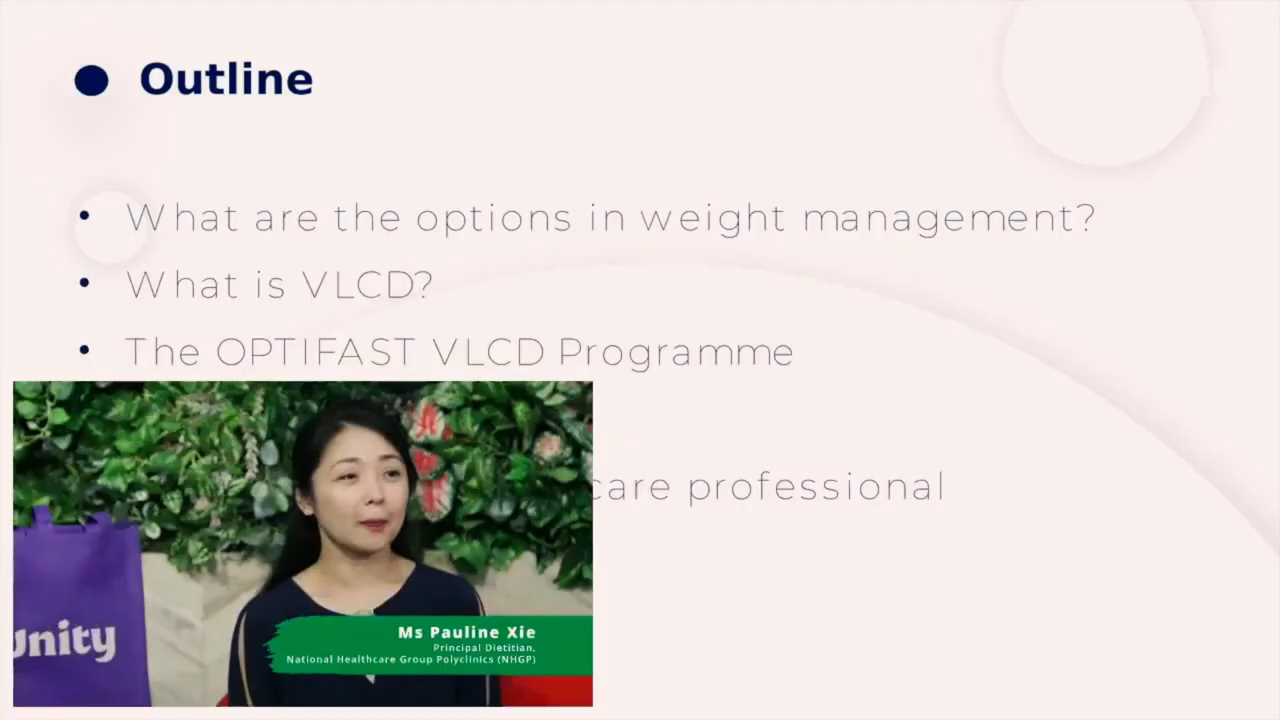 Outline
• What are the options in weight management?
• What is VLCD?
• The OPTIFAST VLCD Programme
care professional
Unity
Ms Pauline Xie
Principal Dietitian,
National Healthcare Group Polyclinics (NHGP)